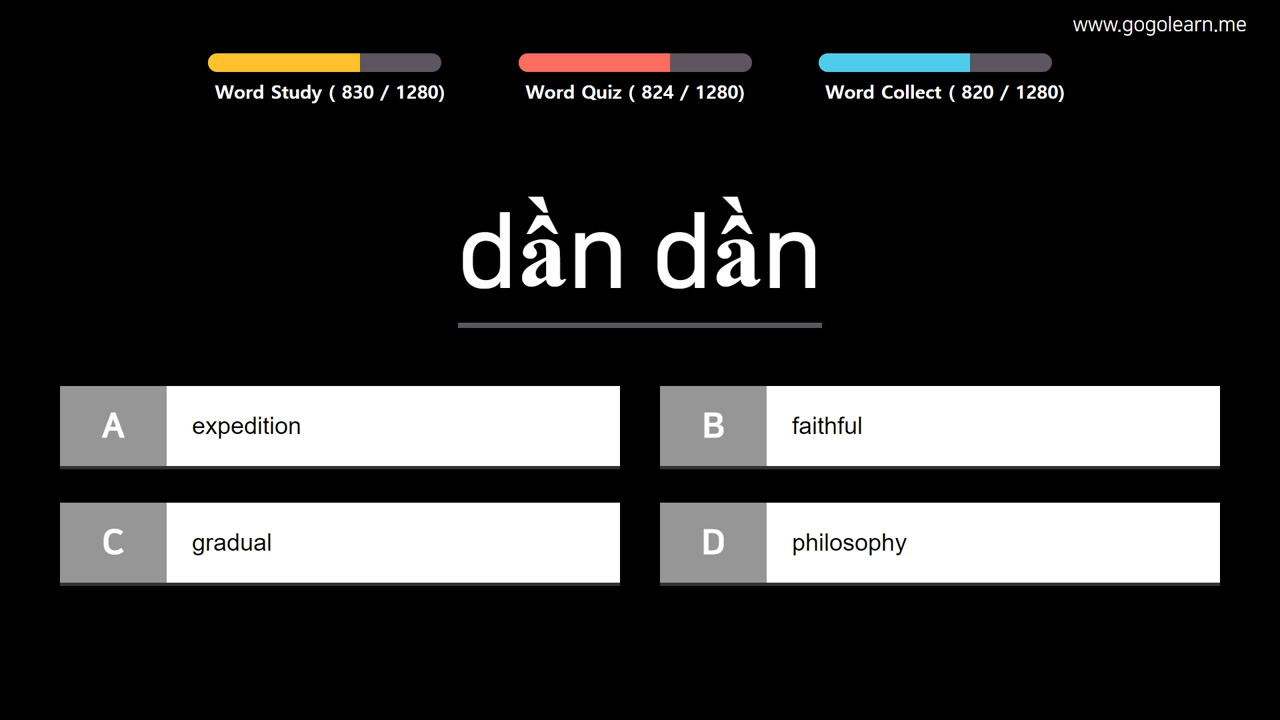 www.gogolearn.me
Word Study ( 830 / 1280)
Word Quiz ( 824 / 1280)
Word Collect ( 820 / 1280)
dần dần
A expedition
B faithful
C gradual
D philosophy